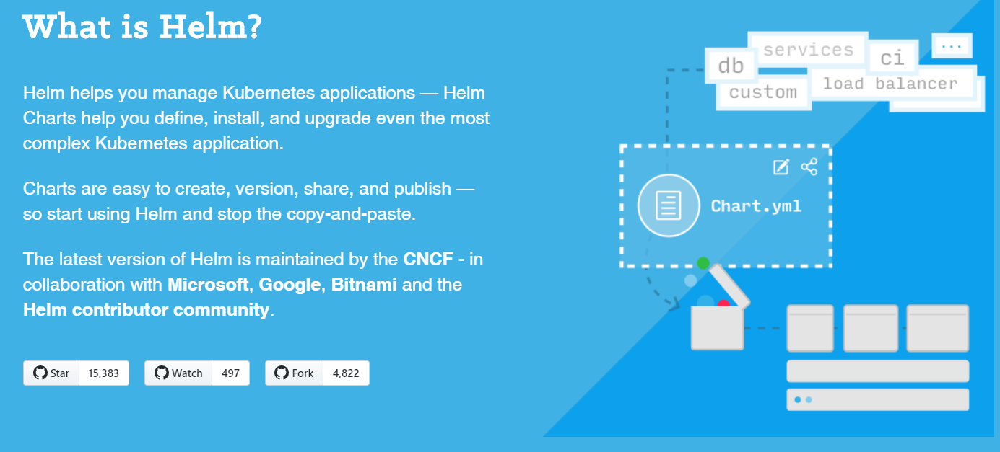 What is Helm?
Helm helps you manage Kubernetes applications — Helm
Charts help you define, install, and upgrade even the most
complex Kubernetes application.
Charts are easy to create, version, share, and publish —
so start using Helm and stop the copy-and-paste.
The latest version of Helm is maintained by the CNCF - in
collaboration with Microsoft, Google, Bitnami and the
Helm contributor community.
Star 15,383 Watch 497 Fork 4,822
services
db
ci
...
custom
load balancer
Chart.yml